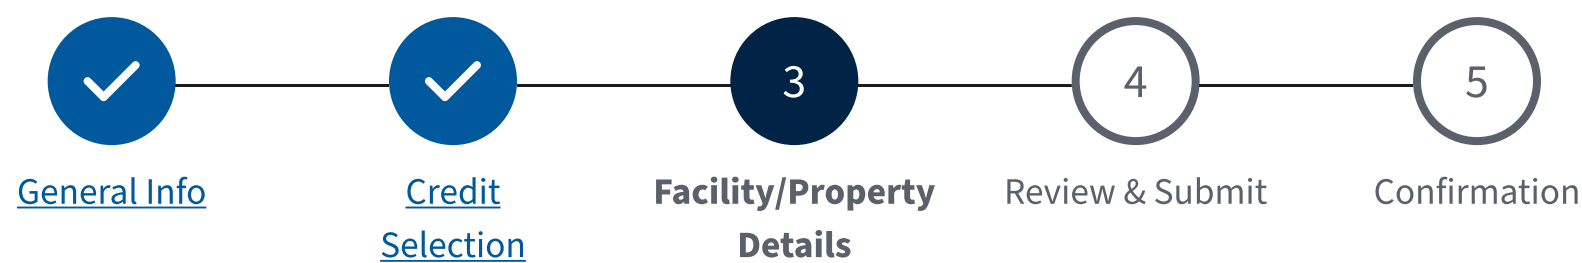 3
4
5
General Info
Credit
Selection
Facility/Property
Details
Review & Submit
Confirmation